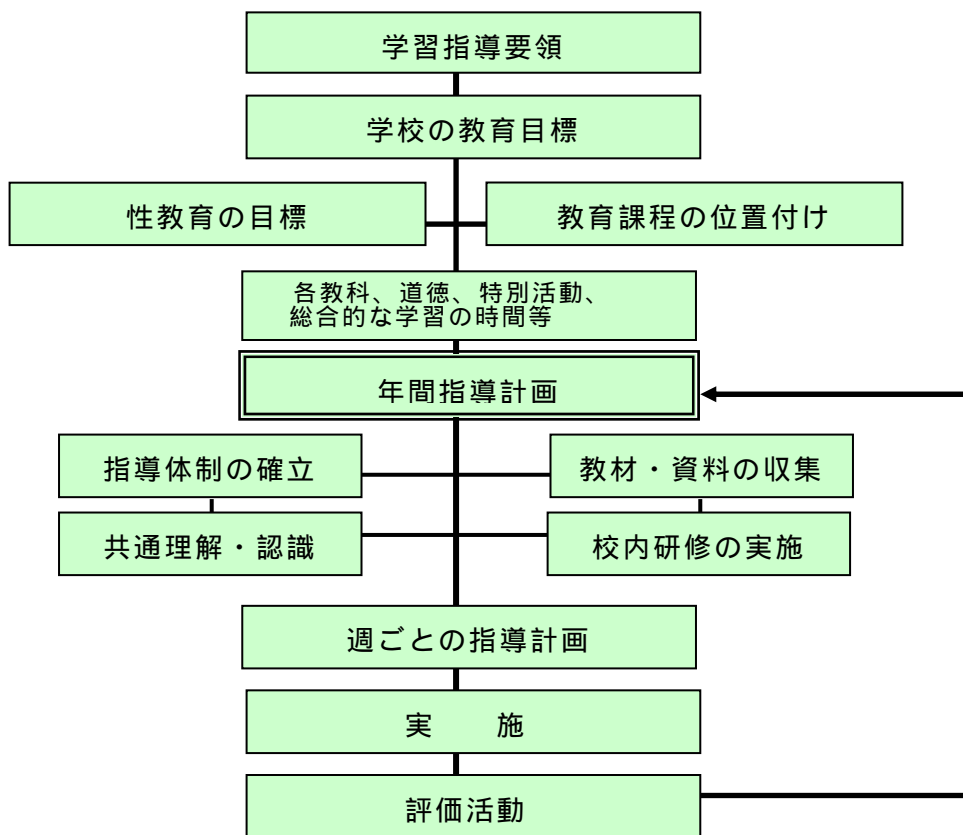 学習指導要領
学校の教育目標
性教育の目標
教育課程の位置付け
各教科、道徳、特別活動、
総合的な学習の時間等
年間指導計画
指導体制の確立
教材・資料の収集
共通理解・認識
校内研修の実施
週ごとの指導計画
実　　施
評価活動